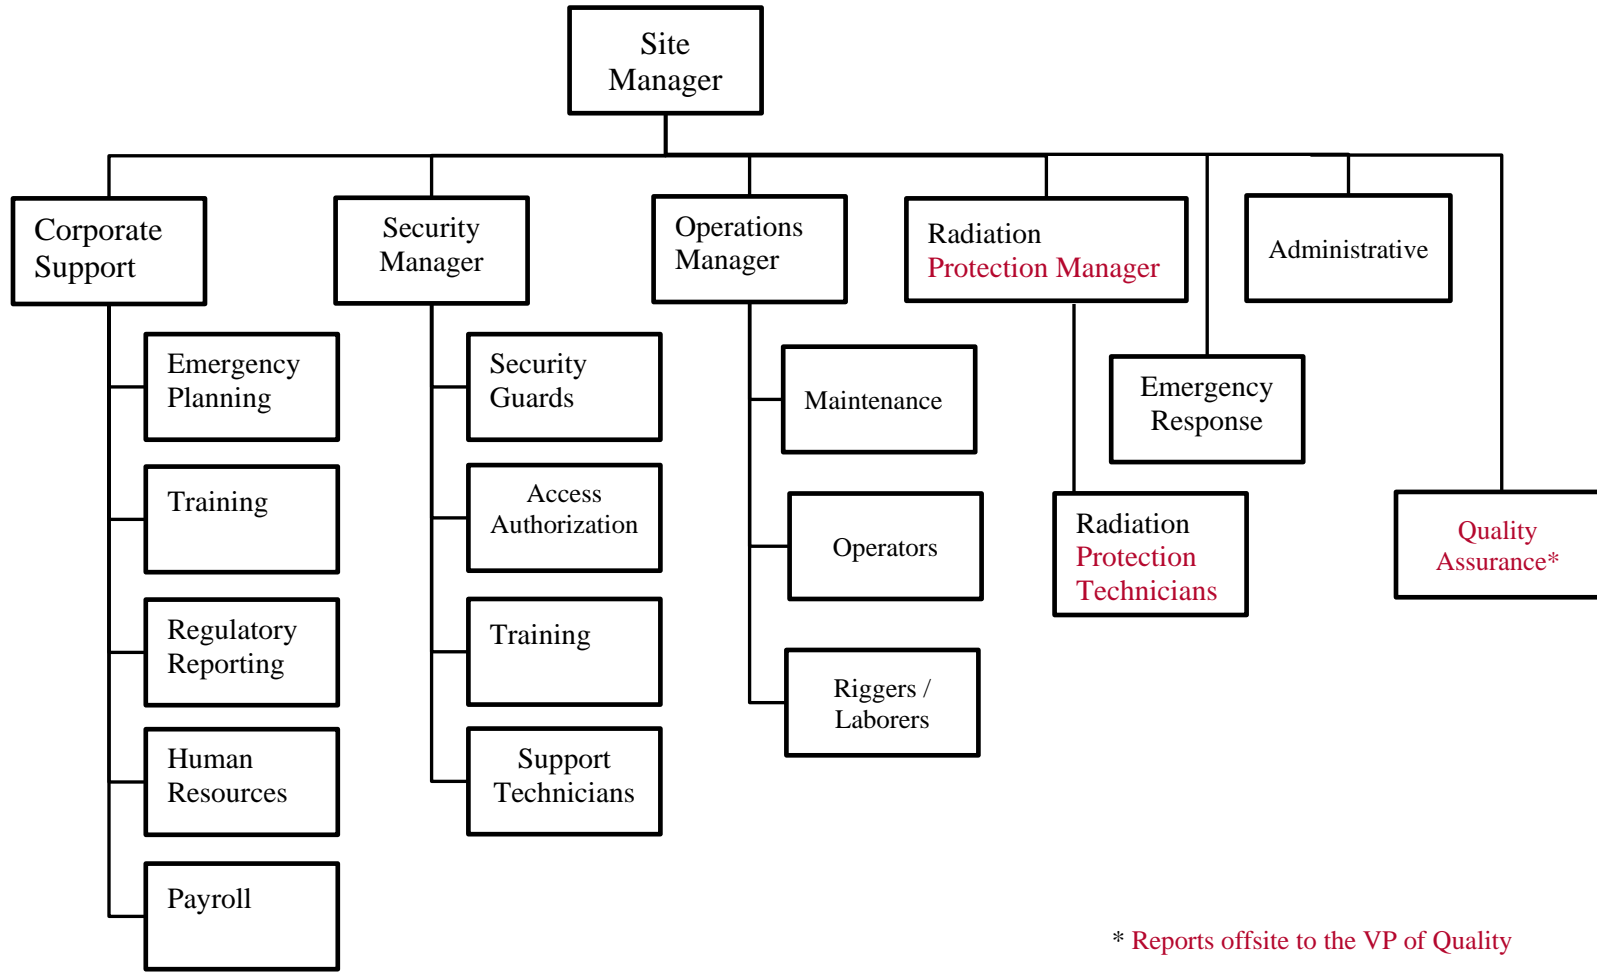 Site
Manager
Corporate
Support
Security
Manager
Operations
Manager
Radiation
Protection Manager
Administrative
Emergency
Planning
Security
Guards
Maintenance
Emergency
Response
Training
Access
Authorization
Operators
Radiation
Protection
Technicians
Quality
Assurance*
Regulatory
Reporting
Training
Riggers /
Laborers
Human
Resources
Support
Technicians
Payroll
* Reports offsite to the VP of Quality